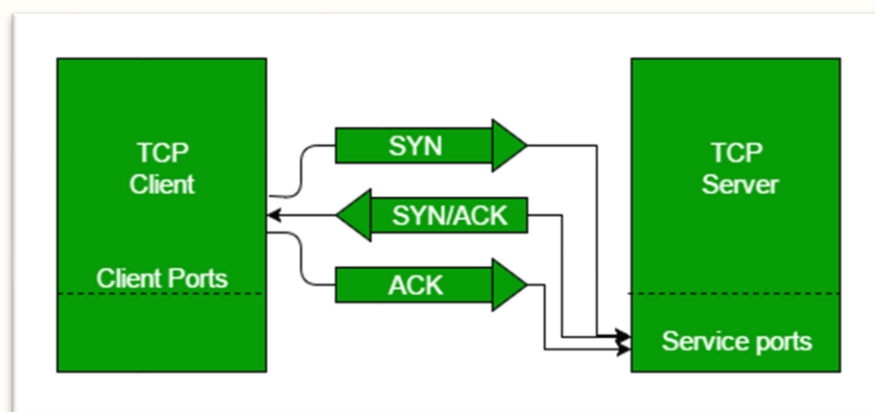 TCP
Client
Client Ports
SYN
SYN/ACK
ACK
TCP
Server
Service ports